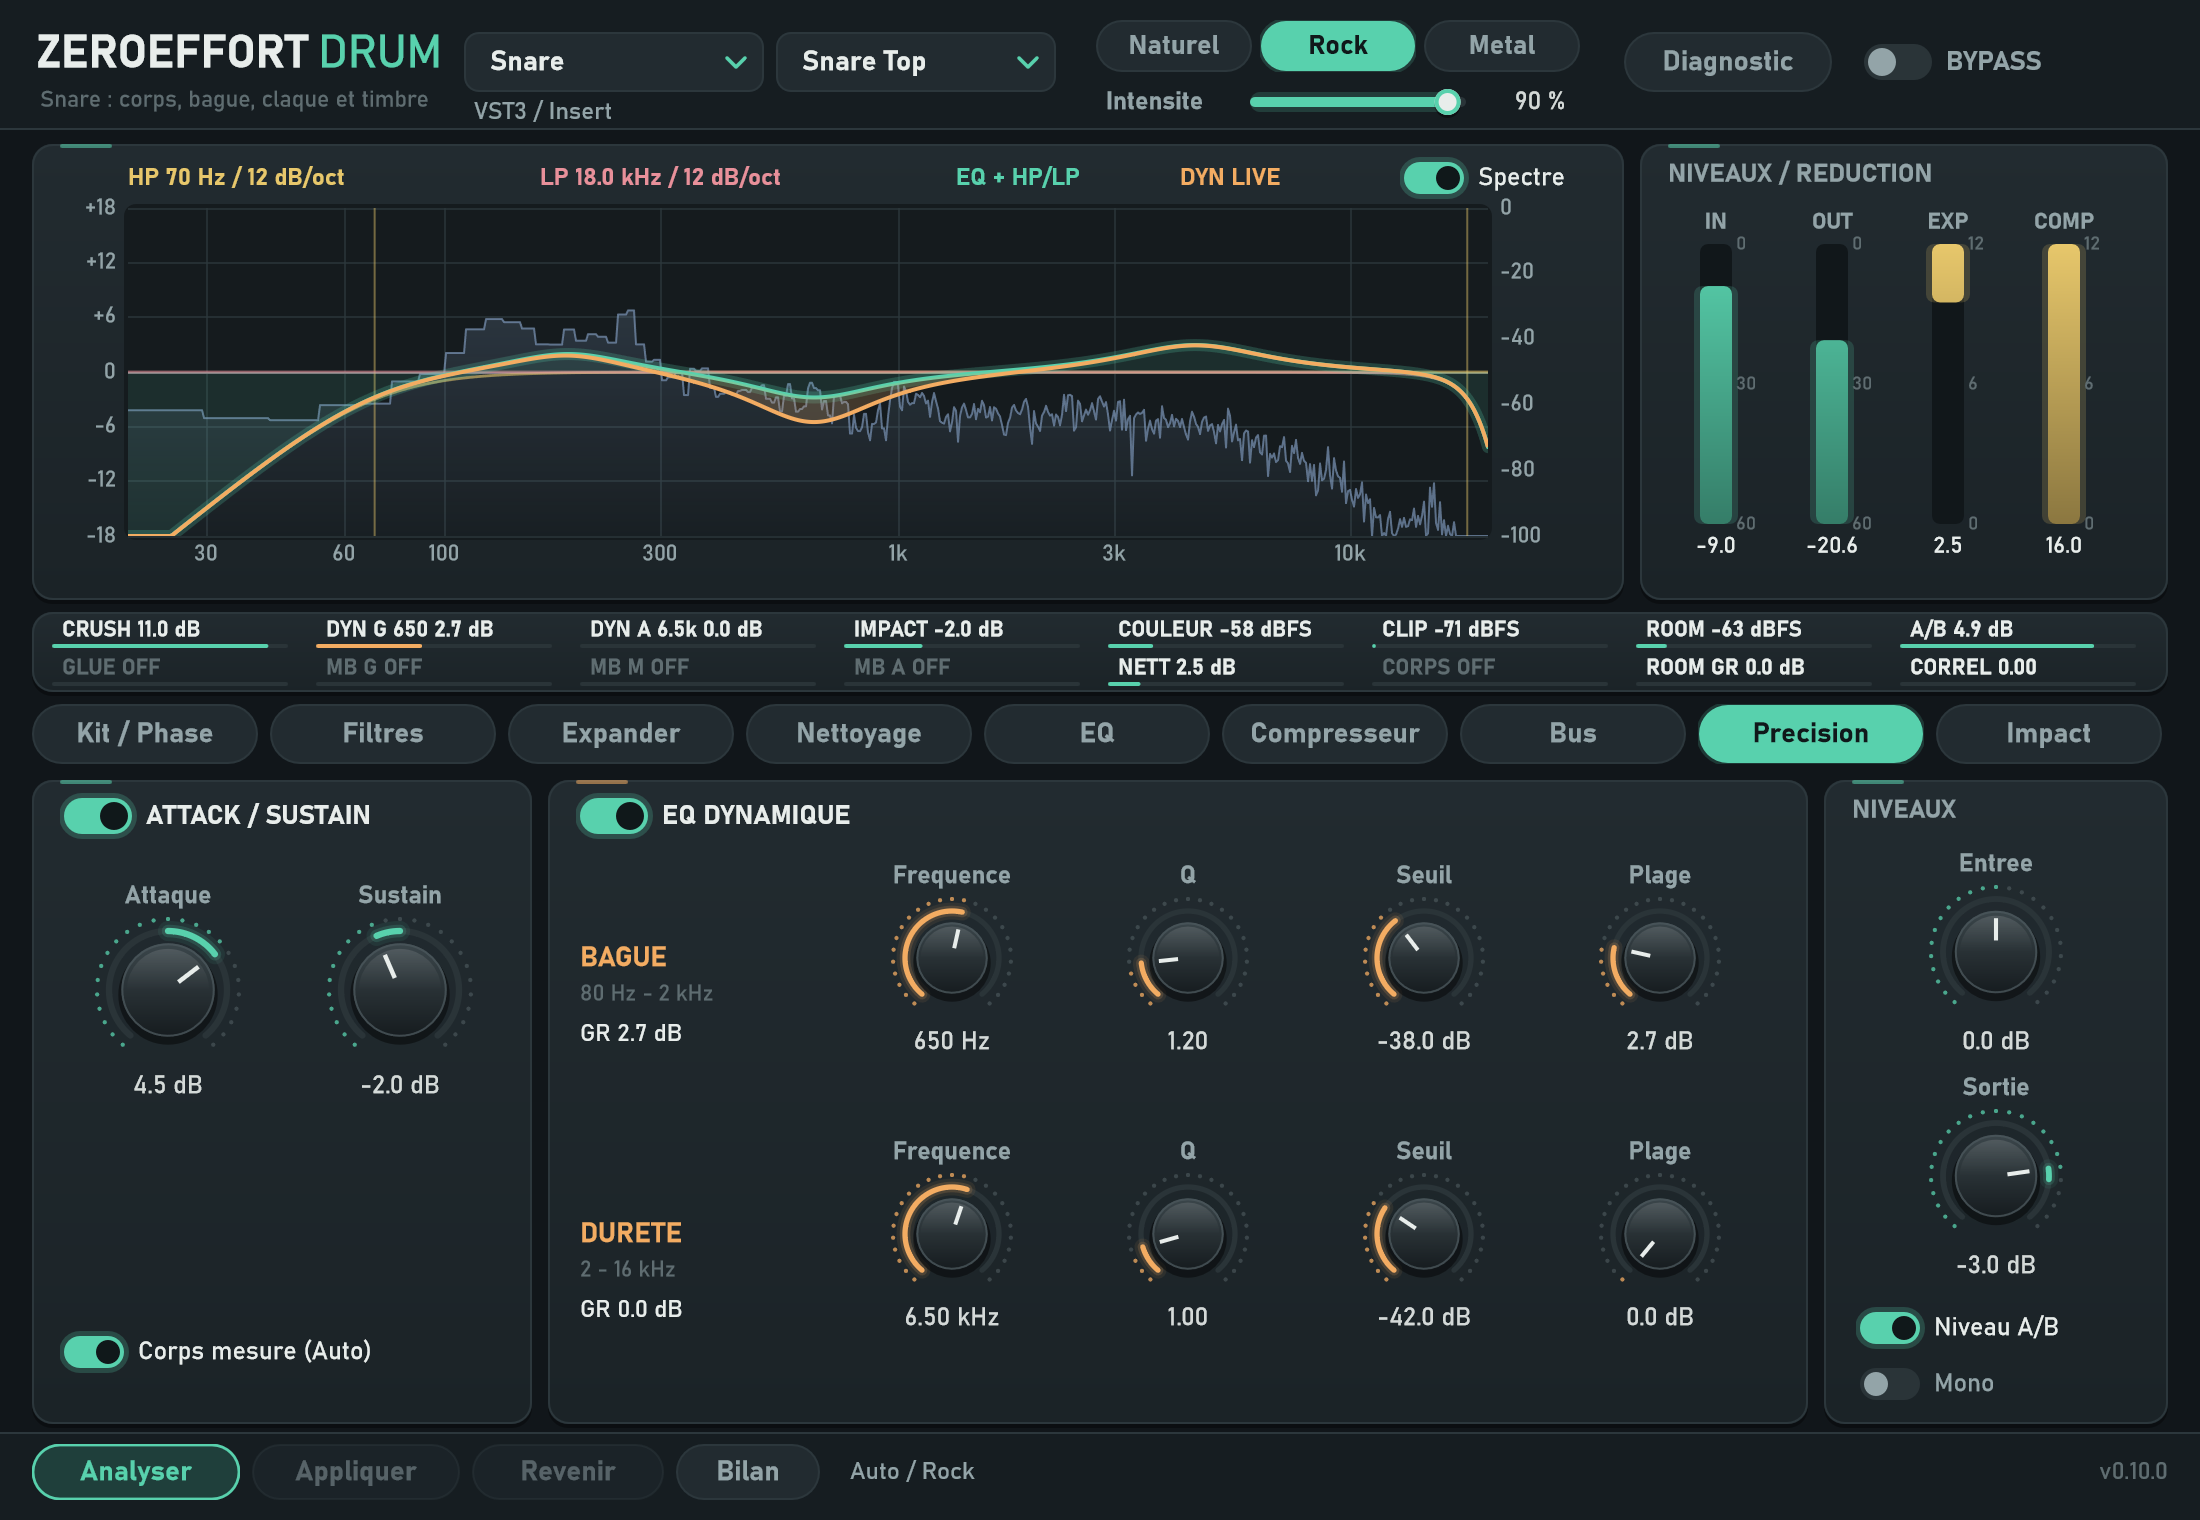 ZEROEFFORT DRUM
Snare : corps, bague, claque et timbre
Snare
Snare Top
VST3 / Insert
Naturel
Rock
Metal
Intensite
90 %
Diagnostic
BYPASS
HP 70 Hz / 12 dB/oct
LP 18.0 kHz / 12 dB/oct
EQ + HP/LP
DYN LIVE
Spectre
+18
+12
+6
0
-6
-12
-18
0
-20
-40
-60
-80
-100
30
60
100
300
1k
3k
10k
NIVEAUX / REDUCTION
IN
OUT
EXP
COMP
0
30
60
0
30
60
12
6
0
12
6
0
-9.0
-20.6
2.5
16.0
CRUSH 11.0 dB
DYN G 650 2.7 dB
DYN A 6.5k 0.0 dB
IMPACT -2.0 dB
COULEUR -58 dBFS
CLIP -71 dBFS
ROOM -63 dBFS
A/B 4.9 dB
GLUE OFF
MB G OFF
MB M OFF
MB A OFF
NETT 2.5 dB
CORPS OFF
ROOM GR 0.0 dB
CORREL 0.00
Kit / Phase
Filtres
Expander
Nettoyage
EQ
Compresseur
Bus
Precision
Impact
ATTACK / SUSTAIN
Attaque
Sustain
4.5 dB
-2.0 dB
Corps mesure (Auto)
EQ DYNAMIQUE
Frequence
Q
Seuil
Plage
BAGUE
80 Hz - 2 kHz
GR 2.7 dB
650 Hz
1.20
-38.0 dB
2.7 dB
Frequence
Q
Seuil
Plage
DURETE
2 - 16 kHz
GR 0.0 dB
6.50 kHz
1.00
-42.0 dB
0.0 dB
NIVEAUX
Entree
0.0 dB
Sortie
-3.0 dB
Niveau A/B
Mono
Analyser
Appliquer
Revenir
Bilan
Auto / Rock
v0.10.0